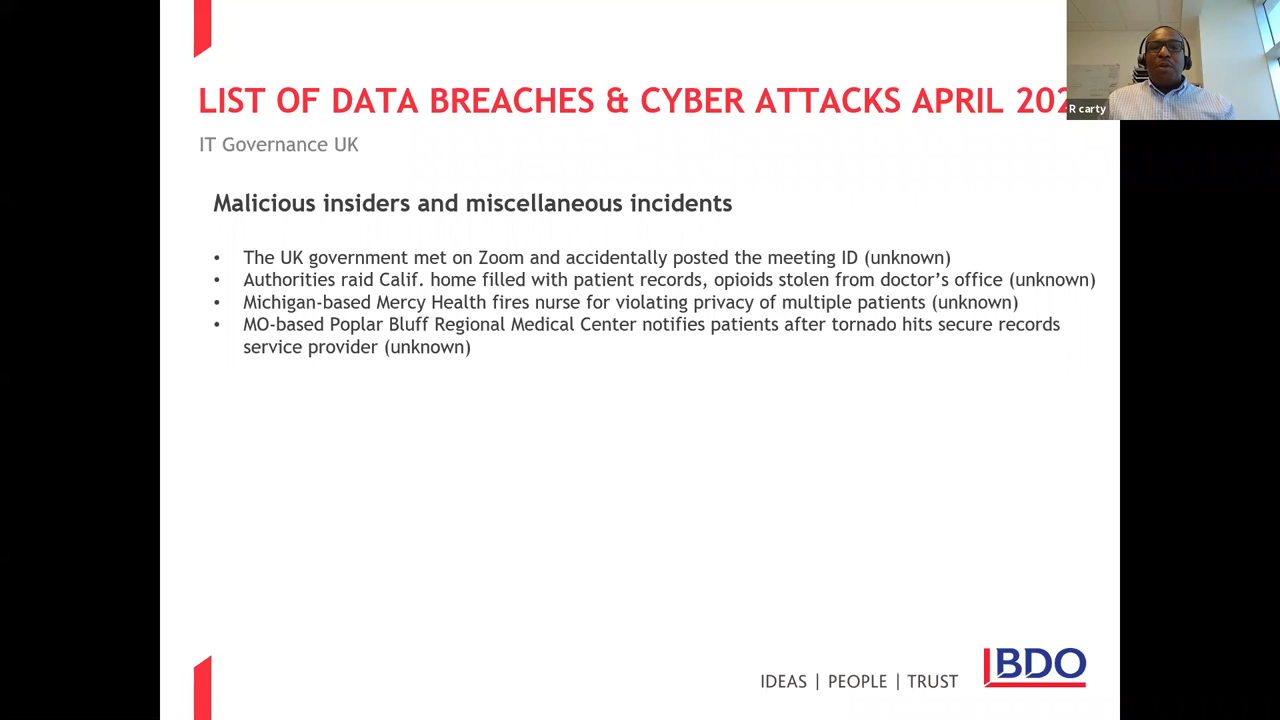 LIST OF DATA BREACHES & CYBER ATTACKS APRIL 202
R carty
IT Governance UK
Malicious insiders and miscellaneous incidents
• The UK government met on Zoom and accidentally posted the meeting ID (unknown)
• Authorities raid Calif. home filled with patient records, opioids stolen from doctor’s office (unknown)
• Michigan-based Mercy Health fires nurse for violating privacy of multiple patients (unknown)
• MO-based Poplar Bluff Regional Medical Center notifies patients after tornado hits secure records
service provider (unknown)
IDEAS | PEOPLE | TRUST
BDO